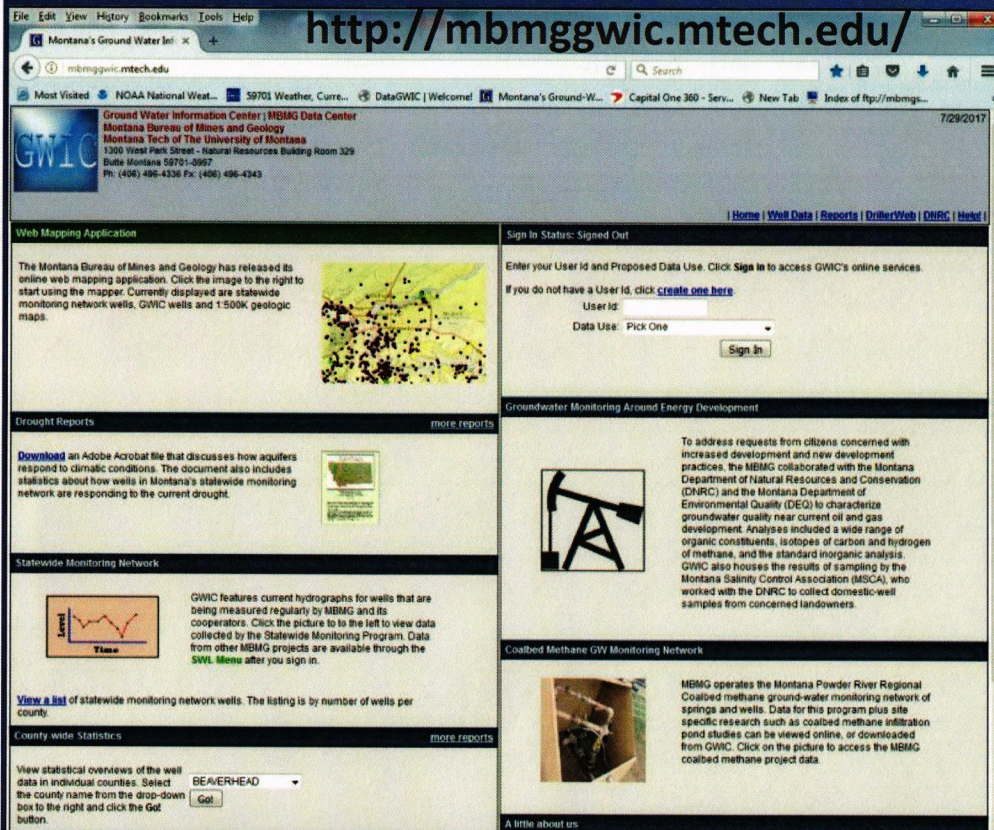 File Edit View History Bookmarks Tools Help
http://mbmggwic.mtech.edu/
Montana's Ground Water Inf
mbmggwic.mtech.edu
Search
Most Visited NOAA National Weat... 59701 Weather, Curre... DataGWIC | Welcome! Montana's Ground-W... Capital One 360 - Serv... New Tab Index of ftp://mbmgs...
GWIC
Ground Water Information Center | MBMG Data Center
Montana Bureau of Mines and Geology
Montana Tech of The University of Montana
1300 West Park Street - Natural Resources Building Room 329
Butte Montana 59701-8997
Ph: (406) 496-4336 Fx: (406) 496-4343
7/29/2017
| Home | Well Data | Reports | DrillerWeb | DNRC | Help! |
Web Mapping Application
The Montana Bureau of Mines and Geology has released its
online web mapping application. Click the image to the right to
start using the mapper. Currently displayed are statewide
monitoring network wells, GWIC wells and 1:500K geologic
maps.
Drought Reports
more reports
Download an Adobe Acrobat file that discusses how aquifers
respond to climatic conditions. The document also includes
statistics about how wells in Montana's statewide monitoring
network are responding to the current drought.
Statewide Monitoring Network
Level
Time
GWIC features current hydrographs for wells that are
being measured regularly by MBMG and its
cooperators. Click the picture to to the left to view data
collected by the Statewide Monitoring Program. Data
from other MBMG projects are available through the
SWL Menu after you sign in.
View a list of statewide monitoring network wells. The listing is by number of wells per
county.
County-wide Statistics
more reports
View statistical overviews of the well
data in individual counties. Select
the county name from the drop-down
box to the right and click the Go!
button.
BEAVERHEAD
Go!
Sign In Status: Signed Out
Enter your User Id and Proposed Data Use. Click Sign In to access GWIC's online services.
If you do not have a User Id, click create one here.
User Id:
Data Use: Pick One
Sign In
Groundwater Monitoring Around Energy Development
To address requests from citizens concerned with
increased development and new development
practices, the MBMG collaborated with the Montana
Department of Natural Resources and Conservation
(DNRC) and the Montana Department of
Environmental Quality (DEQ) to characterize
groundwater quality near current oil and gas
development. Analyses included a wide range of
organic constituents, isotopes of carbon and hydrogen
of methane, and the standard inorganic analysis.
GWIC also houses the results of sampling by the
Montana Salinity Control Association (MSCA), who
worked with the DNRC to collect domestic-well
samples from concerned landowners.
Coalbed Methane GW Monitoring Network
MBMG operates the Montana Powder River Regional
Coalbed methane ground-water monitoring network of
springs and wells. Data for this program plus site
specific research such as coalbed methane infiltration
pond studies can be viewed online, or downloaded
from GWIC. Click on the picture to access the MBMG
coalbed methane project data.
A little about us